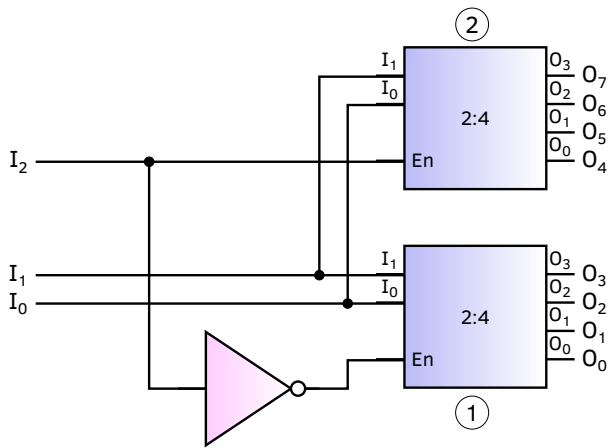 2
I₁
I₀
2:4
En
O₃ O₇
O₂ O₆
O₁ O₅
O₀ O₄
I₂
I₁
I₀
I₁
I₀
2:4
En
O₃ O₃
O₂ O₂
O₁ O₁
O₀ O₀
1